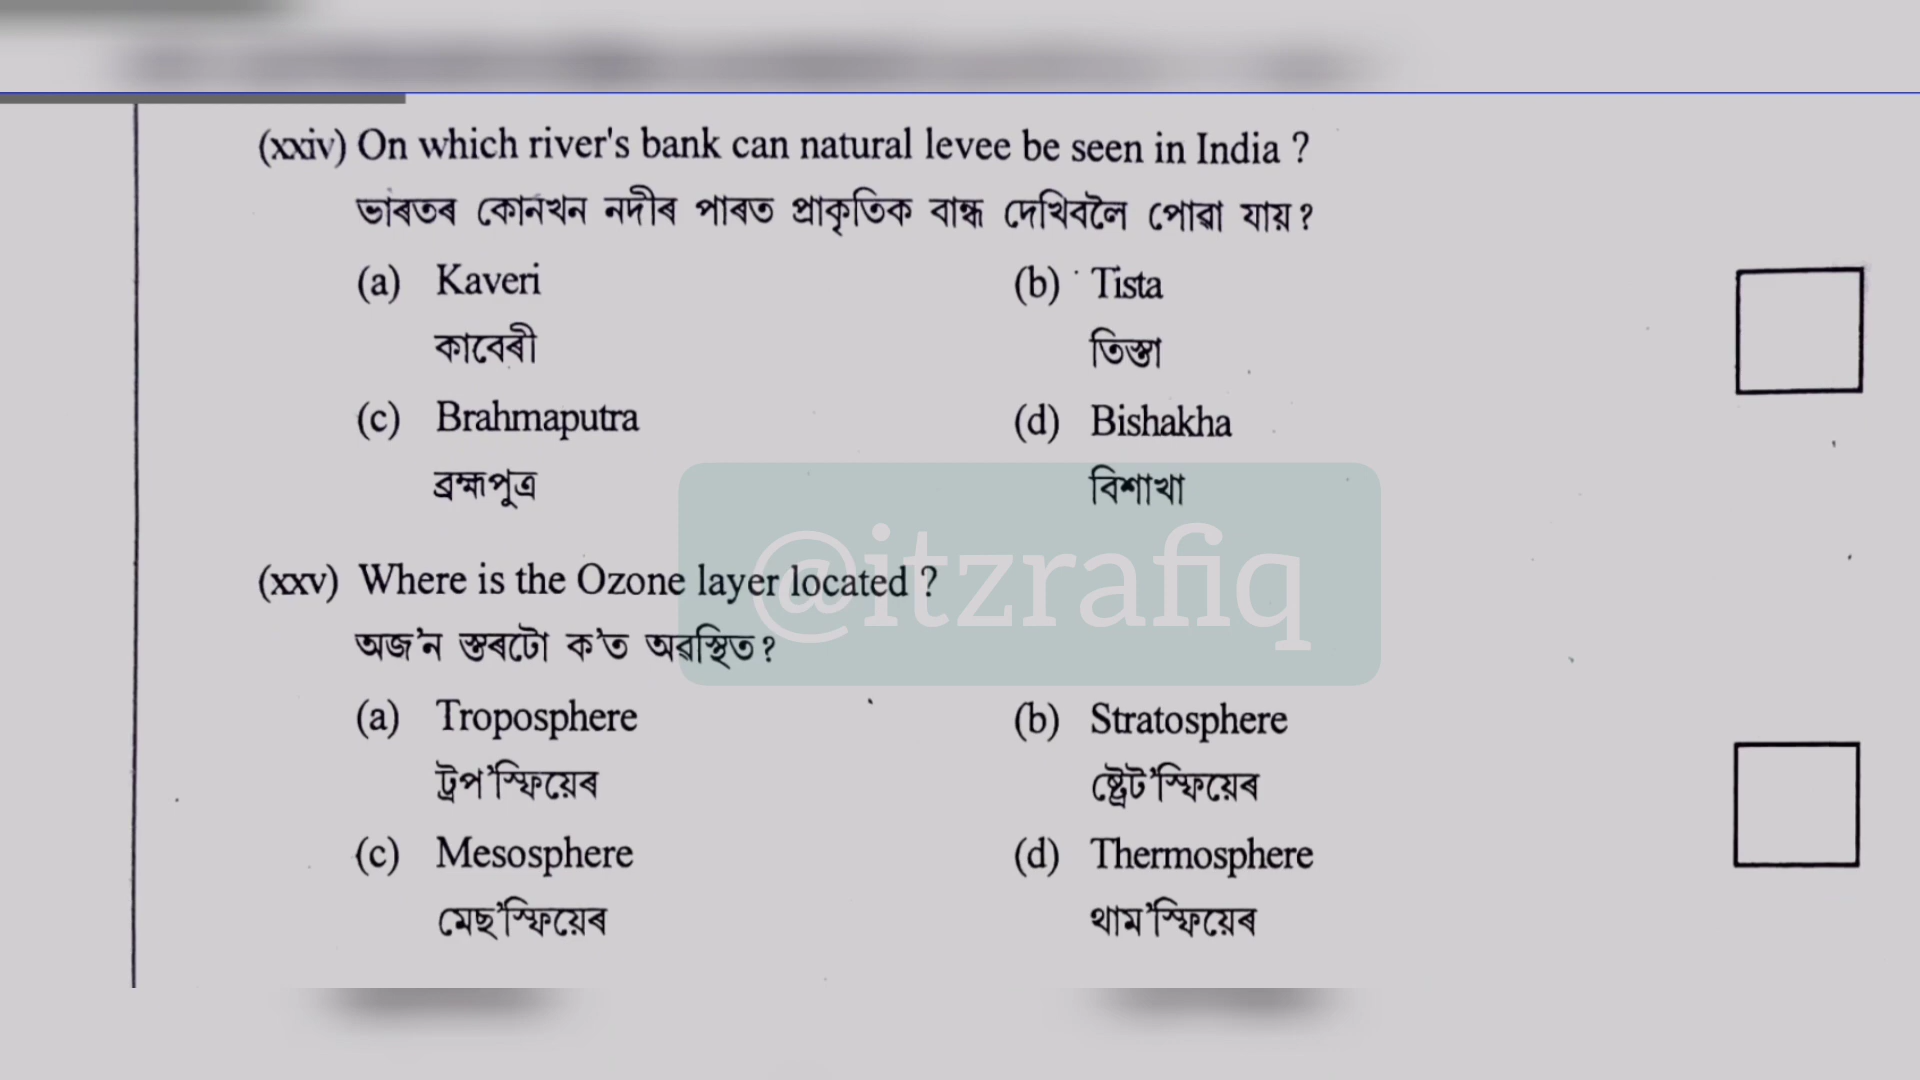 (xxiv) On which river's bank can natural levee be seen in India ?
ভাৰতৰ কোনখন নদীৰ পাৰত প্ৰাকৃতিক বান্ধ দেখিবলৈ পোৱা যায় ?
(a) Kaveri (b) Tista
কাবেৰী তিস্তা
(c) Brahmaputra (d) Bishakha
ব্ৰহ্মপুত্ৰ বিশাখা
@itzrafiq
(xxv) Where is the Ozone layer located ?
অজ'ন স্তৰটো ক'ত অৱস্থিত ?
(a) Troposphere (b) Stratosphere
ট্ৰপ'স্ফিয়েৰ ষ্ট্ৰেট'স্ফিয়েৰ
(c) Mesosphere (d) Thermosphere
মেছ'স্ফিয়েৰ থাম'স্ফিয়েৰ